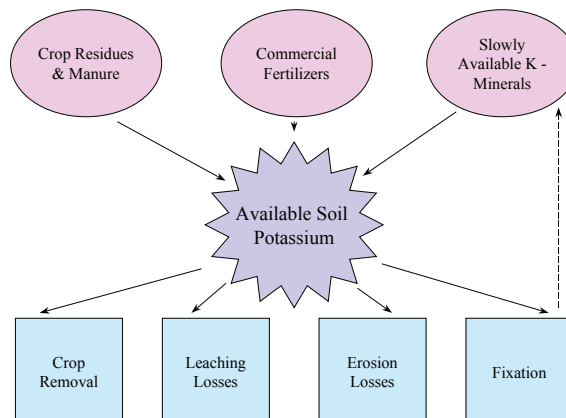 Crop Residues
& Manure
Commercial
Fertilizers
Slowly
Available K -
Minerals
Available Soil
Potassium
Crop
Removal
Leaching
Losses
Erosion
Losses
Fixation